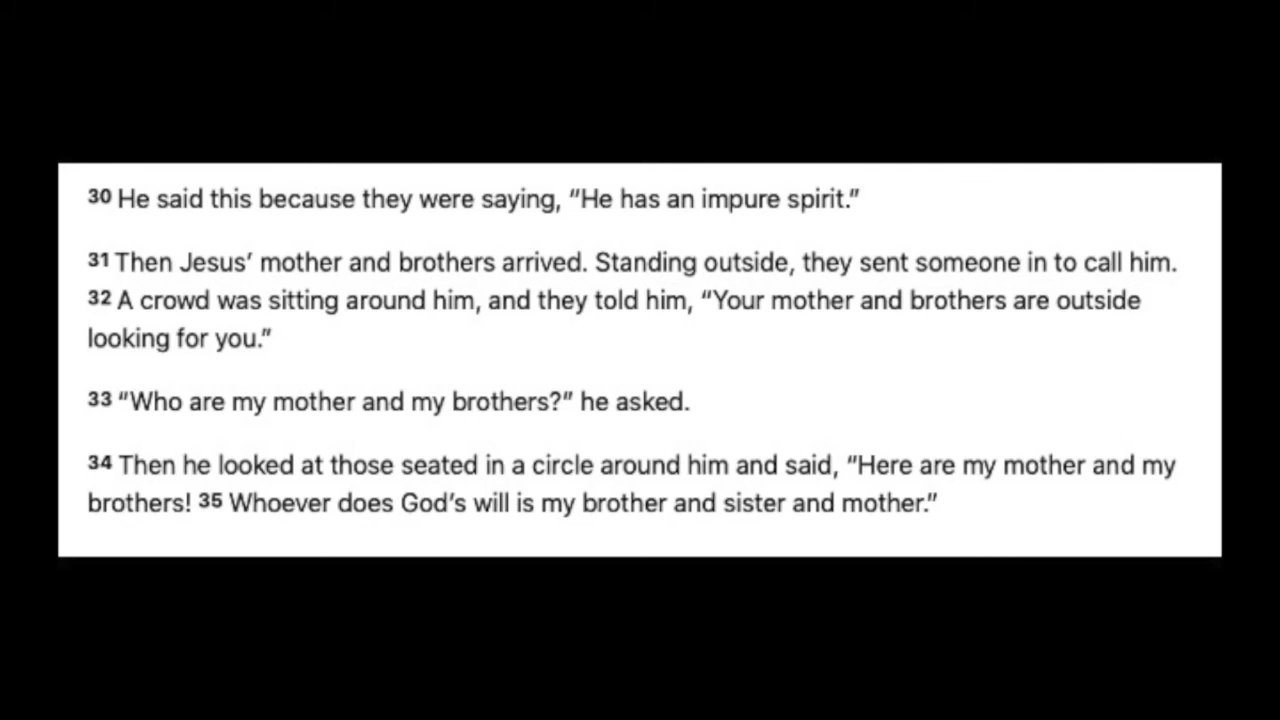 30 He said this because they were saying, “He has an impure spirit.”
31 Then Jesus’ mother and brothers arrived. Standing outside, they sent someone in to call him.
32 A crowd was sitting around him, and they told him, “Your mother and brothers are outside
looking for you.”
33 “Who are my mother and my brothers?” he asked.
34 Then he looked at those seated in a circle around him and said, “Here are my mother and my
brothers! 35 Whoever does God’s will is my brother and sister and mother.”